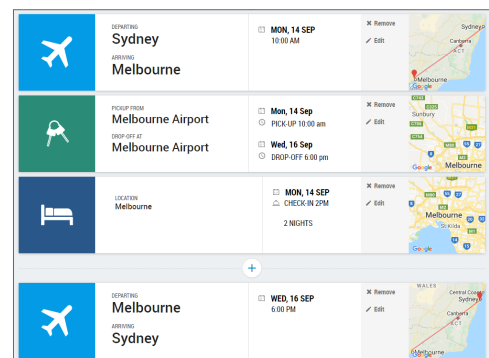 DEPARTING
Sydney
ARRIVING
Melbourne
MON, 14 SEP
10:00 AM
Remove
Edit
Sydney
Canberra
ACT
Melbourne
Google
PICKUP FROM
Melbourne Airport
DROP-OFF AT
Melbourne Airport
Mon, 14 Sep
PICK-UP 10:00 am
Wed, 16 Sep
DROP-OFF 6:00 pm
Remove
Edit
Sunbury
Melbourne
Google
LOCATION
Melbourne
MON, 14 SEP
CHECK-IN 2PM
2 NIGHTS
Remove
Edit
Melbourne
St Kilda
Google
DEPARTING
Melbourne
ARRIVING
Sydney
WED, 16 SEP
6:00 PM
Remove
Edit
WALES
Central Coast
Sydney
Canberra
ACT
Melbourne
Google